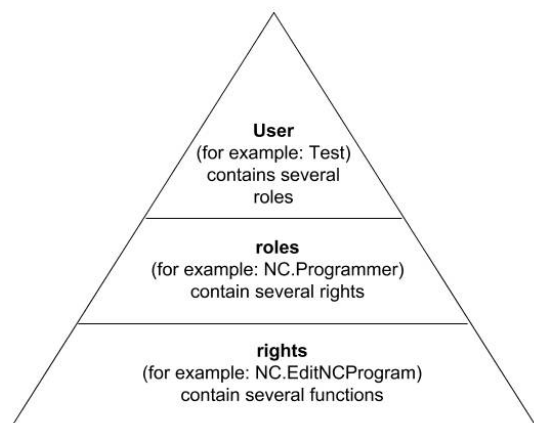 User
(for example: Test)
contains several
roles
roles
(for example: NC.Programmer)
contain several rights
rights
(for example: NC.EditNCProgram)
contain several functions